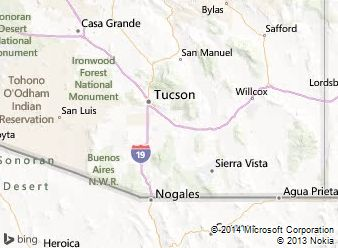 Bylas
Sonoran
Desert
National
Monument
Casa Grande
Safford
San Manuel
Ironwood
Forest
National
Monument
Tohono
O'Odham
Indian
Reservation
San Luis
Tucson
Willcox
Lordsb
oyta
Sonoran
Desert
Buenos
Aires
N.W.R.
19
Sierra Vista
Nogales
Agua Prieta
bing
Heroica
© 2014 Microsoft Corporation
© 2013 Nokia